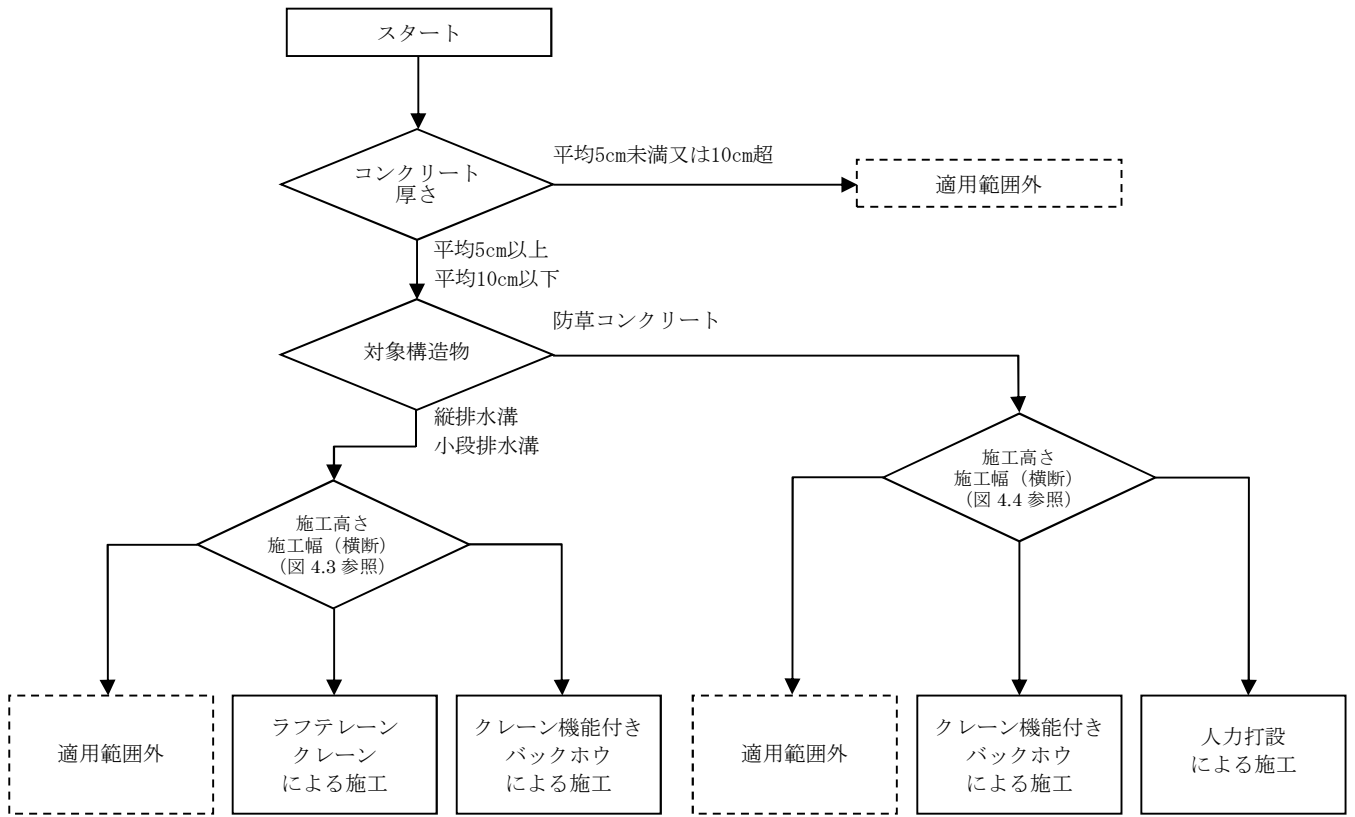 スタート
コンクリート
厚さ
平均5cm未満又は10cm超
適用範囲外
平均5cm以上
平均10cm以下
対象構造物
防草コンクリート
縦排水溝
小段排水溝
施工高さ
施工幅（横断）
（図 4.3 参照）
施工高さ
施工幅（横断）
（図 4.4 参照）
適用範囲外
ラフテレーン
クレーン
による施工
クレーン機能付き
バックホウ
による施工
適用範囲外
クレーン機能付き
バックホウ
による施工
人力打設
による施工